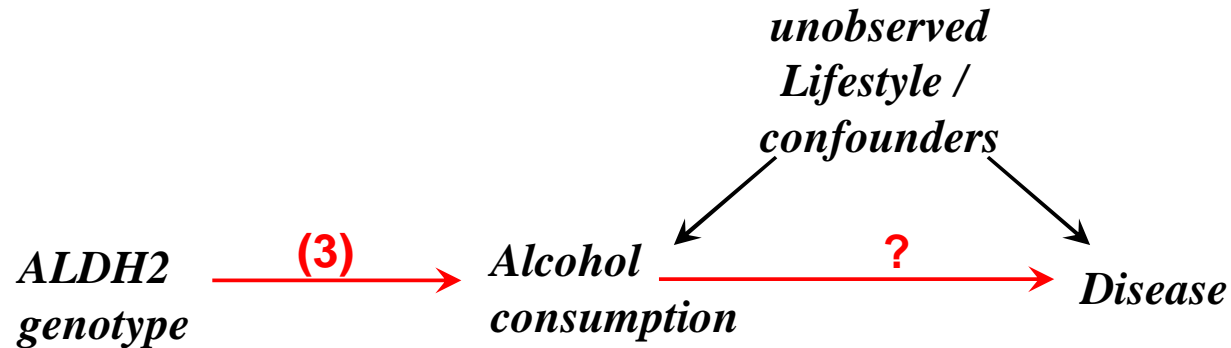 unobserved
Lifestyle /
confounders
(3)
?
ALDH2
genotype
Alcohol
consumption
Disease